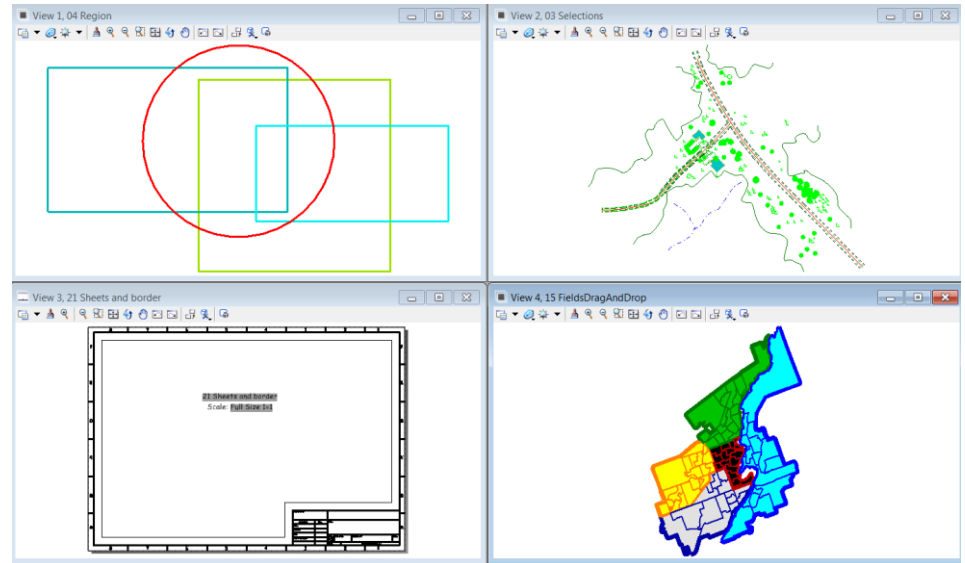 View 1, 04 Region
View 2, 03 Selections
View 3, 21 Sheets and border
21 Sheets and border
Scale: Full Size 1:1
View 4, 15 FieldsDragAndDrop